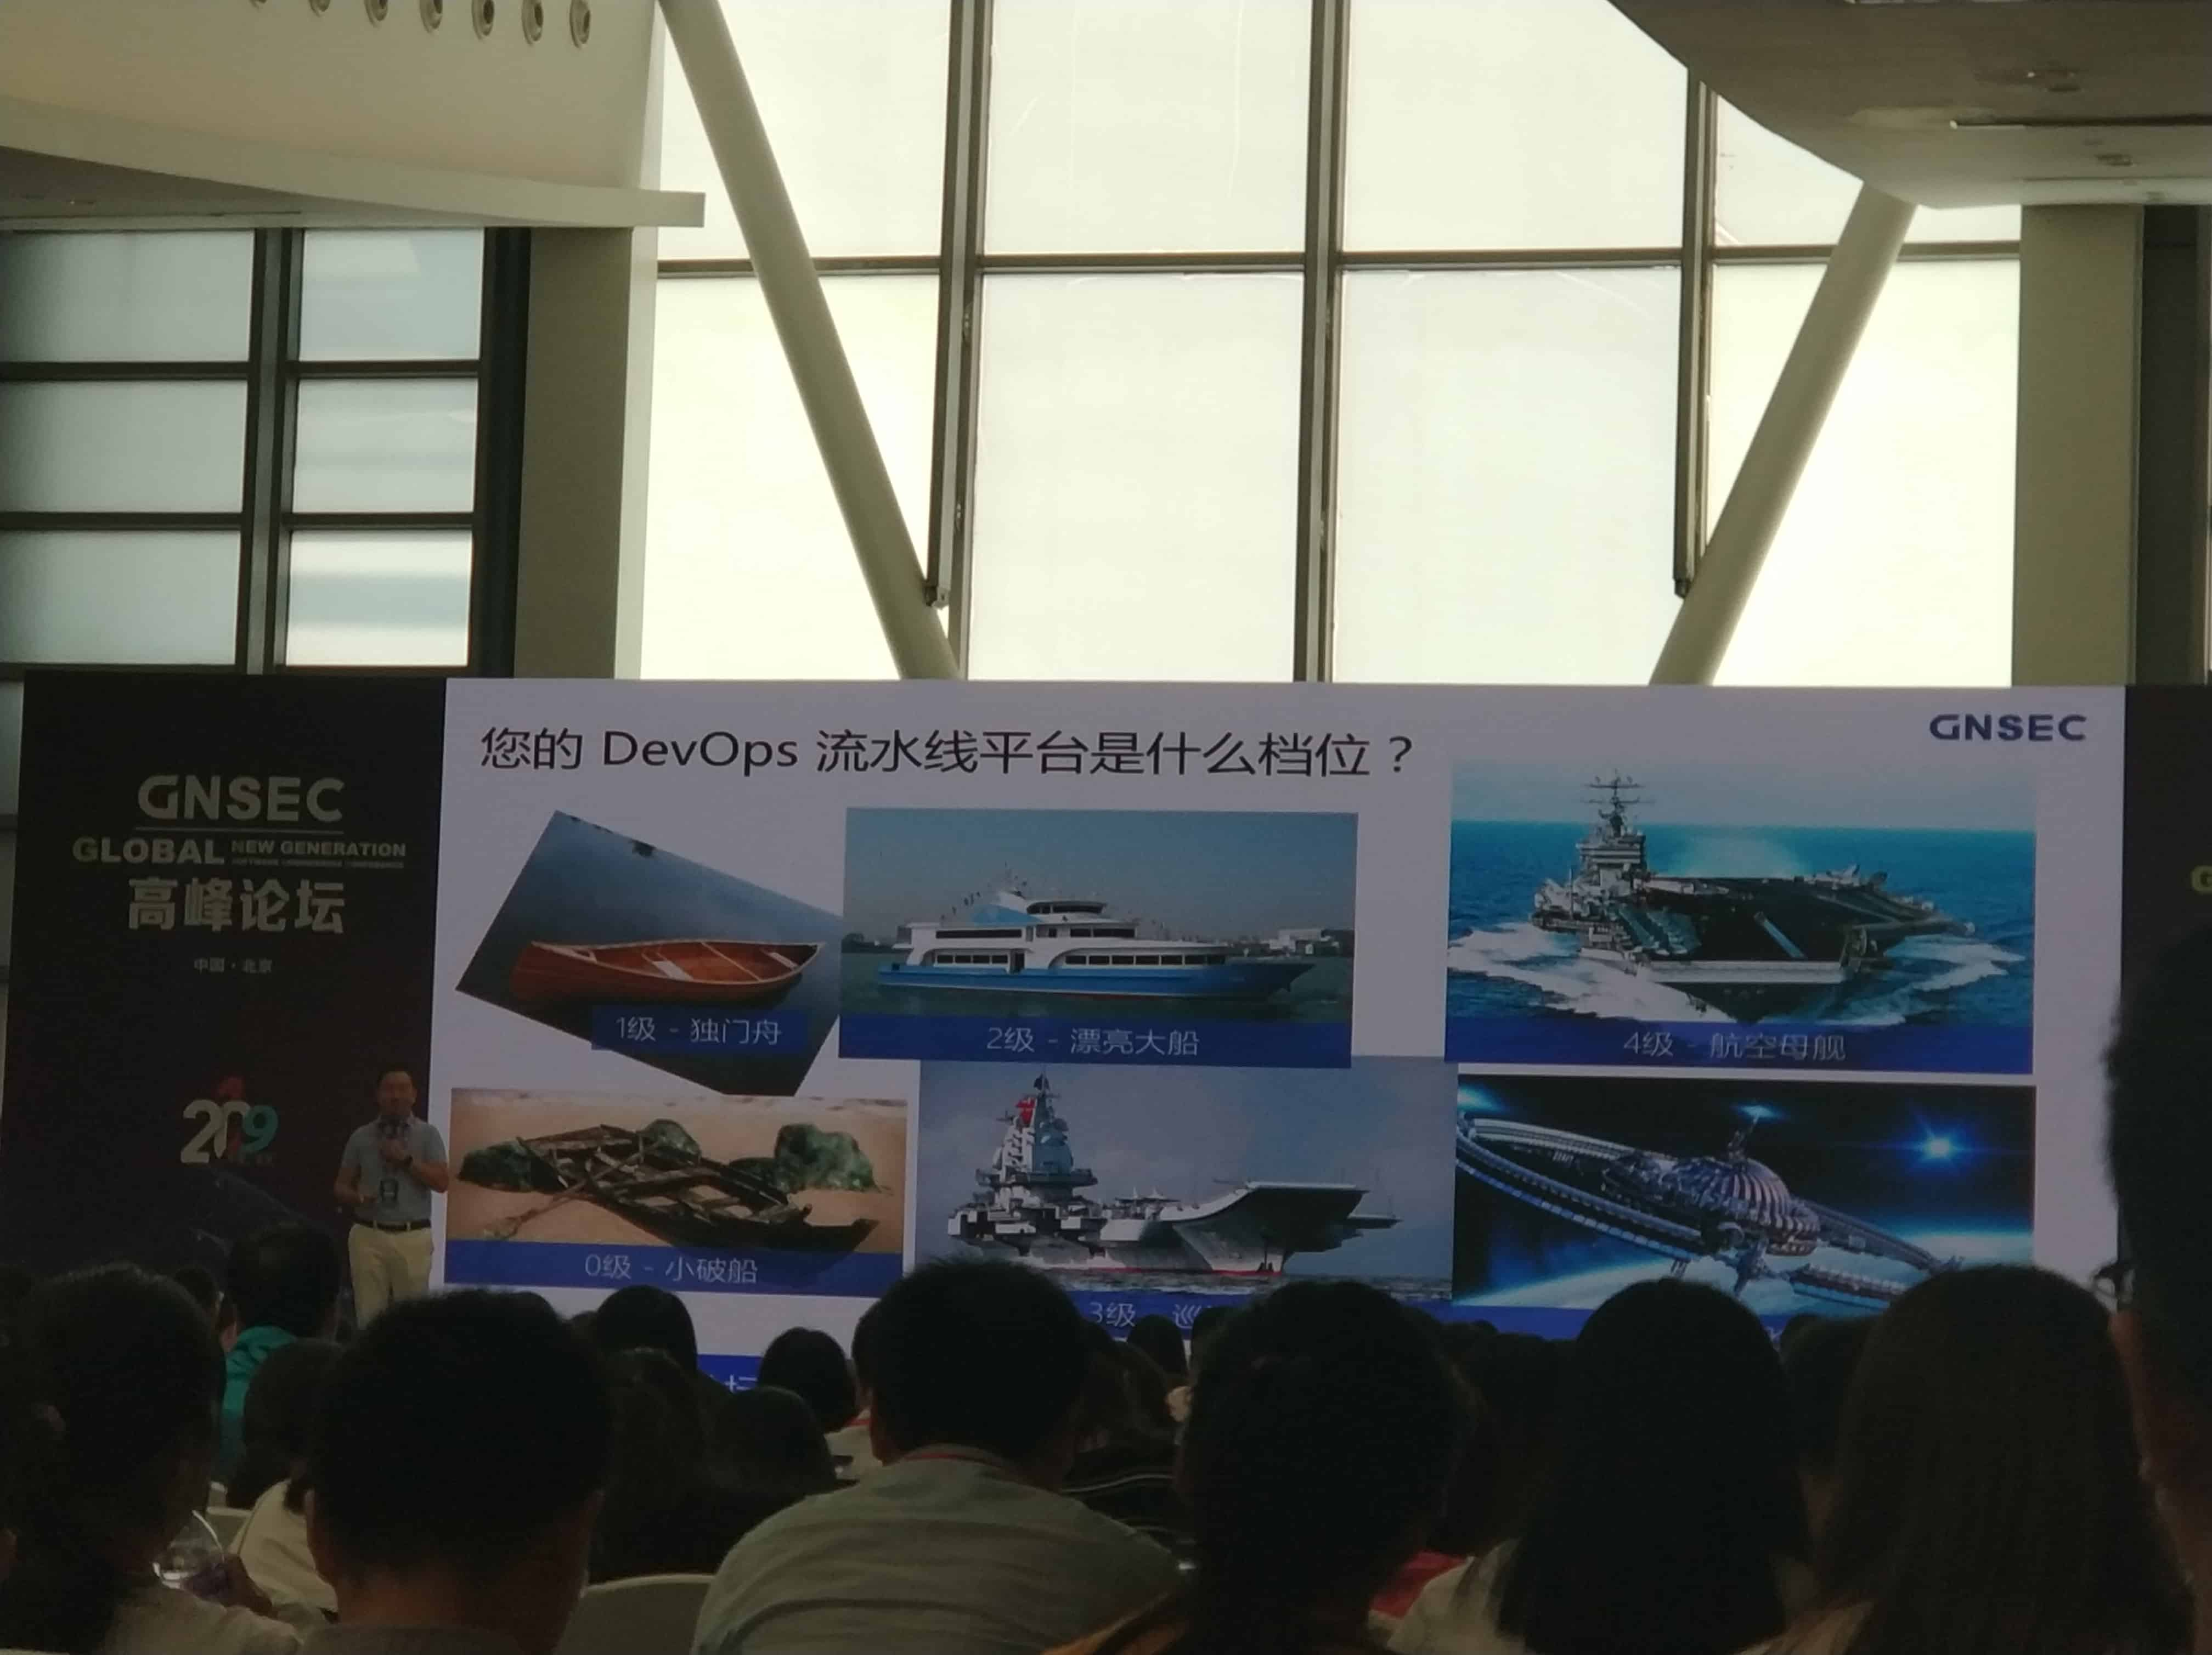 GNSEC
GLOBAL NEW GENERATION
高峰论坛
中国·北京
2019
您的 DevOps 流水线平台是什么档位？
GNSEC
1级 - 独门舟
2级 - 漂亮大船
4级 - 航空母舰
0级 - 小破船
3级 - 巡
G